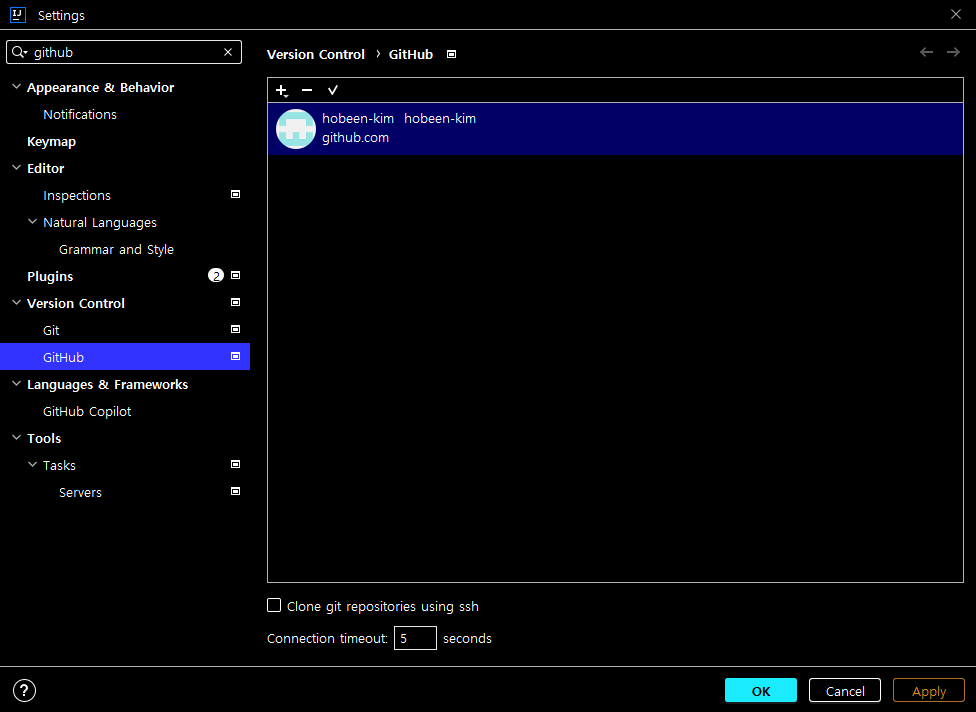 IJ Settings
github
Version Control › GitHub
Appearance & Behavior
Notifications
Keymap
Editor
Inspections
Natural Languages
Grammar and Style
Plugins 2
Version Control
Git
GitHub
Languages & Frameworks
GitHub Copilot
Tools
Tasks
Servers
hobeen-kim hobeen-kim
github.com
Clone git repositories using ssh
Connection timeout: 5 seconds
?
OK Cancel Apply